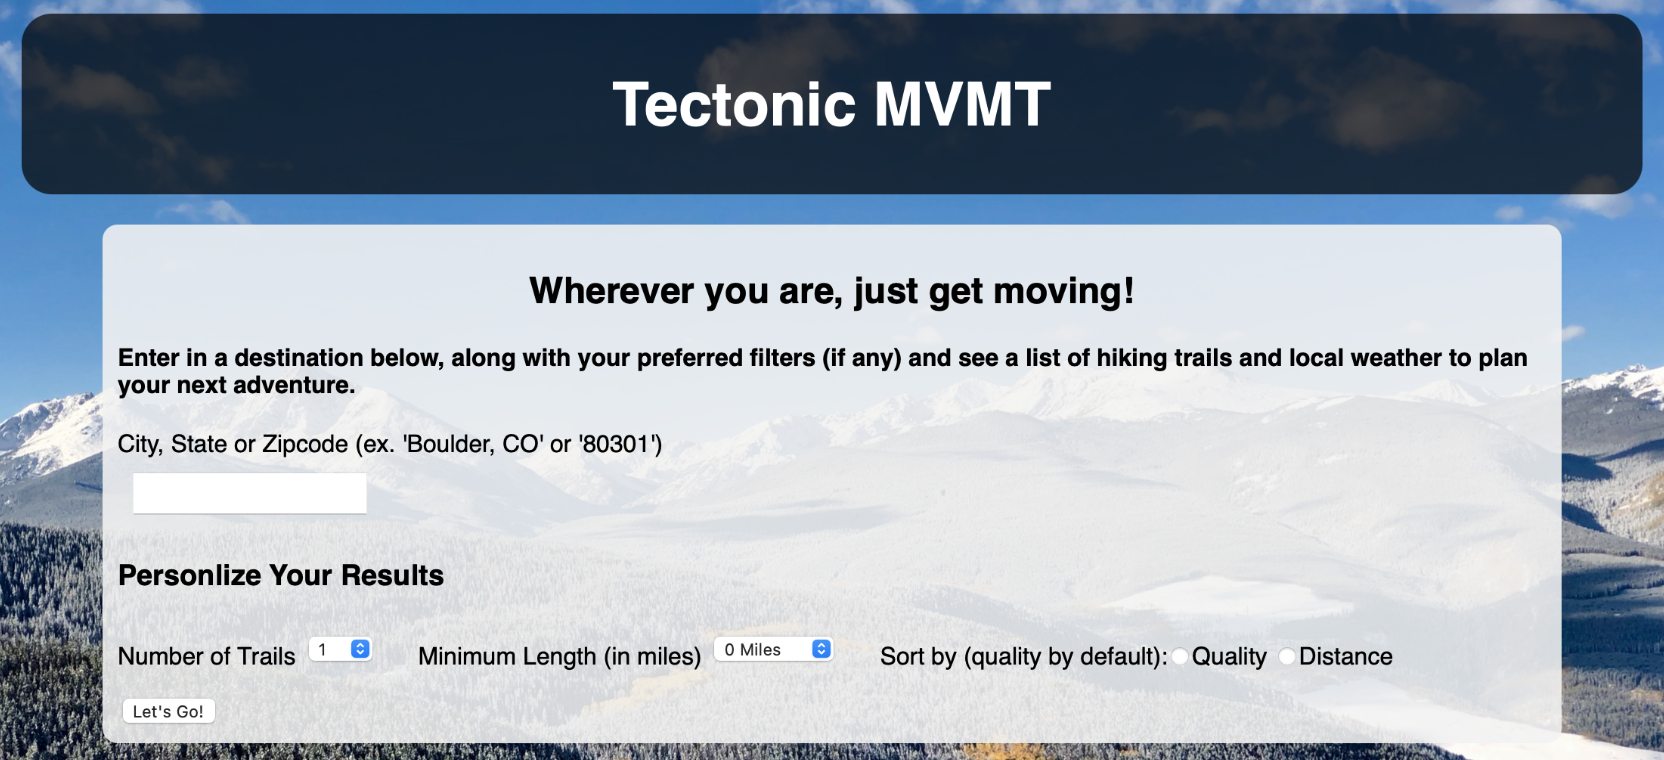 Tectonic MVMT
Wherever you are, just get moving!
Enter in a destination below, along with your preferred filters (if any) and see a list of hiking trails and local weather to plan
your next adventure.
City, State or Zipcode (ex. 'Boulder, CO' or '80301')
Personlize Your Results
Number of Trails 1 Minimum Length (in miles) 0 Miles Sort by (quality by default): Quality Distance
Let's Go!